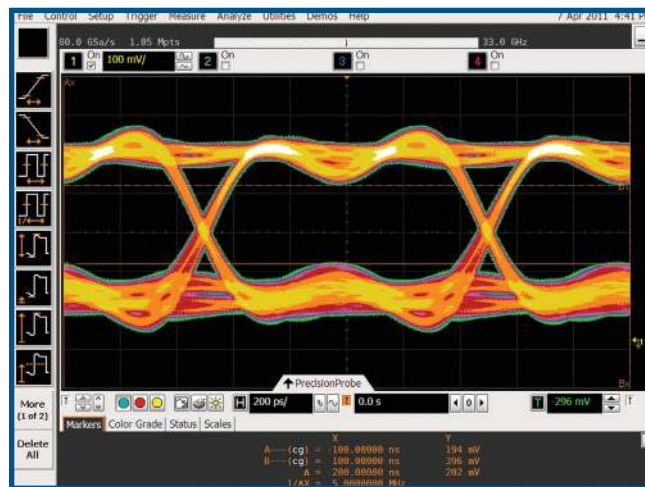 File Control Setup Trigger Measure Analyze Utilities Demos Help 7 Apr 2011 4:41 P
80.0 GSa/s 1.05 Mpts 33.0 GHz
1 On 100 mV/ 2 On 3 On 4 On
Ax
Bx
PrecisionProbe
More
(1 of 2)
Delete
All
H 200 ps/ 0.0 s 0 T -296 mV
Markers Color Grade Status Scales
X Y
A---(cg) = -100.00000 ns 194 mV
B---(cg) = 100.00000 ns 396 mV
Δ = 200.00000 ns 202 mV
1/ΔX = 5.0000000 MHz